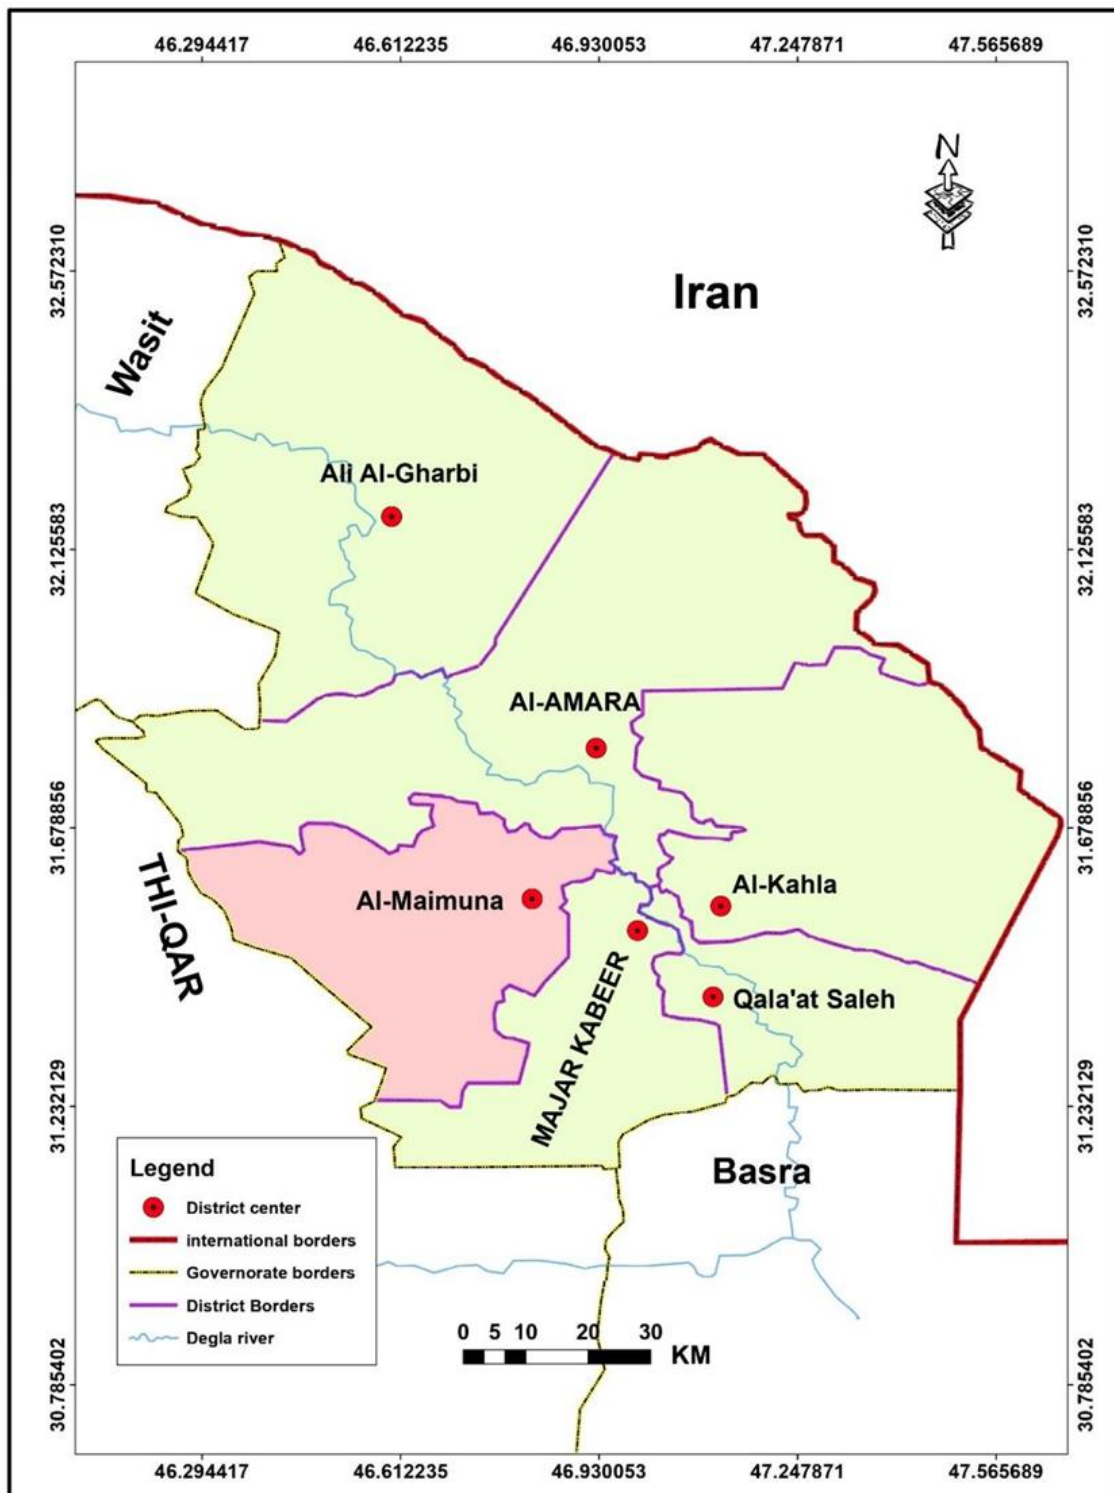 46.294417 46.612235 46.930053 47.247871 47.565689
N
32.572310
32.572310
Iran
Wasit
Ali Al-Gharbi
32.125583
32.125583
Al-AMARA
31.678856
31.678856
THI-QAR
Al-Maimuna
Al-Kahla
MAJAR KABEER
Qala'at Saleh
31.232129
31.232129
Basra
Legend
District center
international borders
Governorate borders
District Borders
Degla river
0 5 10 20 30
KM
30.785402
30.785402
46.294417 46.612235 46.930053 47.247871 47.565689